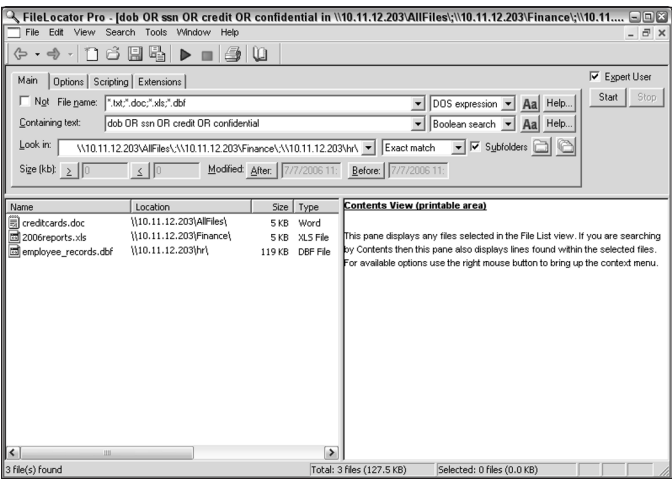 FileLocator Pro - [dob OR ssn OR credit OR confidential in \\10.11.12.203\AllFiles\;\\10.11.12.203\Finance\;\\10.11....
File Edit View Search Tools Window Help
Main Options Scripting Extensions
Expert User
Not File name: *.txt;*.doc;*.xls;*.dbf DOS expression Aa Help... Start Stop
Containing text: dob OR ssn OR credit OR confidential Boolean search Aa Help...
Look in: \\10.11.12.203\AllFiles\;\\10.11.12.203\Finance\;\\10.11.12.203\hr\ Exact match Subfolders
Size (kb): > 0 < 0 Modified: After: 7/7/2006 11: Before: 7/7/2006 11:
Name Location Size Type
creditcards.doc \\10.11.12.203\AllFiles\ 5 KB Word
2006reports.xls \\10.11.12.203\Finance\ 5 KB XLS File
employee_records.dbf \\10.11.12.203\hr\ 119 KB DBF File
Contents View (printable area)
This pane displays any files selected in the File List view. If you are searching
by Contents then this pane also displays lines found within the selected files.
For available options use the right mouse button to bring up the context menu.
3 file(s) found Total: 3 files (127.5 KB) Selected: 0 files (0.0 KB)